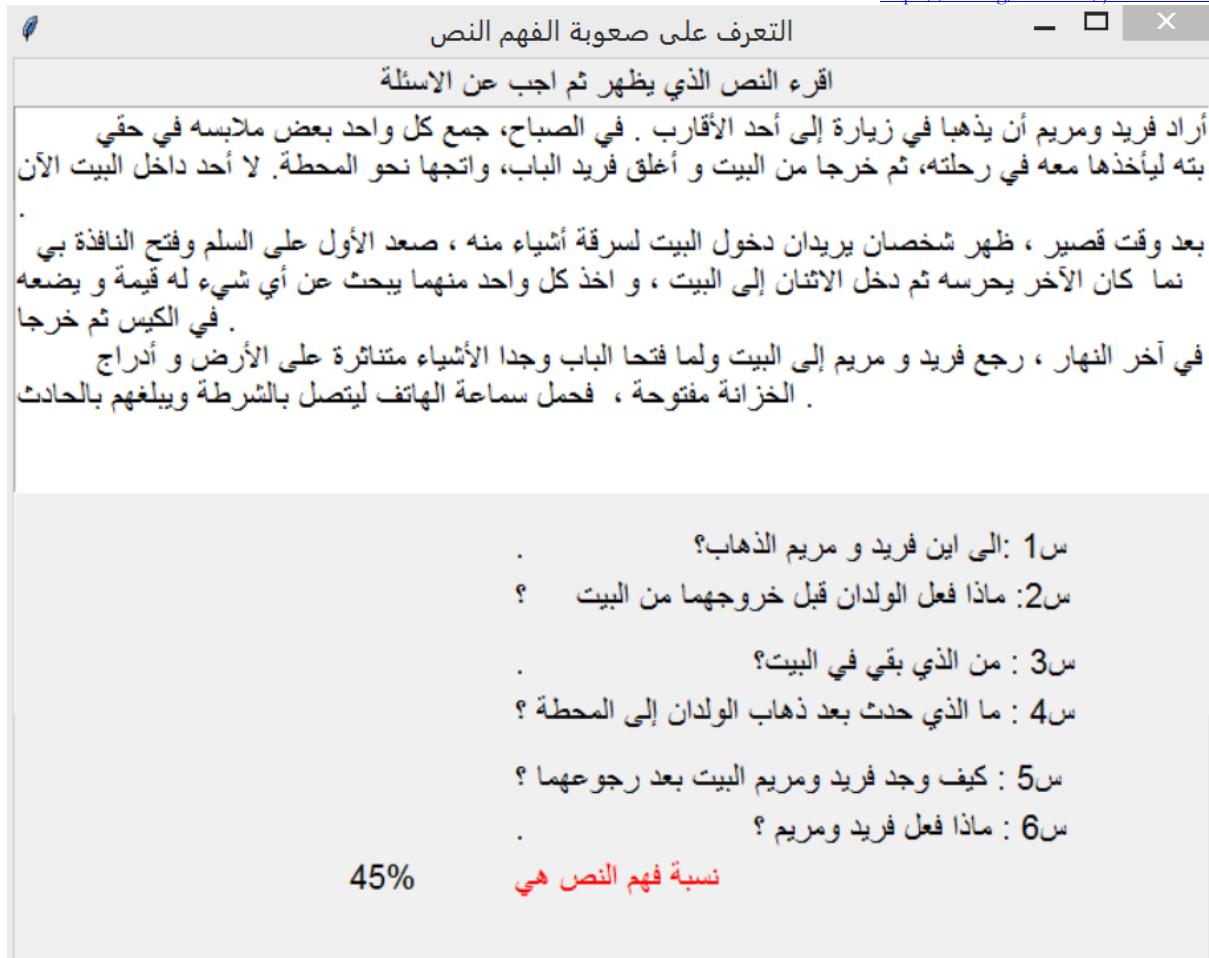 التعرف على صعوبة الفهم النص
اقرء النص الذي يظهر ثم اجب عن الاسئلة
أراد فريد ومريم أن يذهبا في زيارة إلى أحد الأقارب . في الصباح، جمع كل واحد بعض ملابسه في حقي
بته ليأخذها معه في رحلته، ثم خرجا من البيت و أغلق فريد الباب، واتجها نحو المحطة. لا أحد داخل البيت الآن
.
بعد وقت قصير ، ظهر شخصان يريدان دخول البيت لسرقة أشياء منه ، صعد الأول على السلم وفتح النافذة بي
نما كان الآخر يحرسه ثم دخل الاثنان إلى البيت ، و اخذ كل واحد منهما يبحث عن أي شيء له قيمة و يضعه
في الكيس ثم خرجا .
في آخر النهار ، رجع فريد و مريم إلى البيت ولما فتحا الباب وجدا الأشياء متناثرة على الأرض و أدراج
الخزانة مفتوحة ، فحمل سماعة الهاتف ليتصل بالشرطة ويبلغهم بالحادث .
س1 :الى اين فريد و مريم الذهاب؟ .
س2: ماذا فعل الولدان قبل خروجهما من البيت ؟
س3 : من الذي بقي في البيت؟ .
س4 : ما الذي حدث بعد ذهاب الولدان إلى المحطة ؟
س5 : كيف وجد فريد ومريم البيت بعد رجوعهما ؟
س6 : ماذا فعل فريد ومريم ؟ .
نسبة فهم النص هي 45%